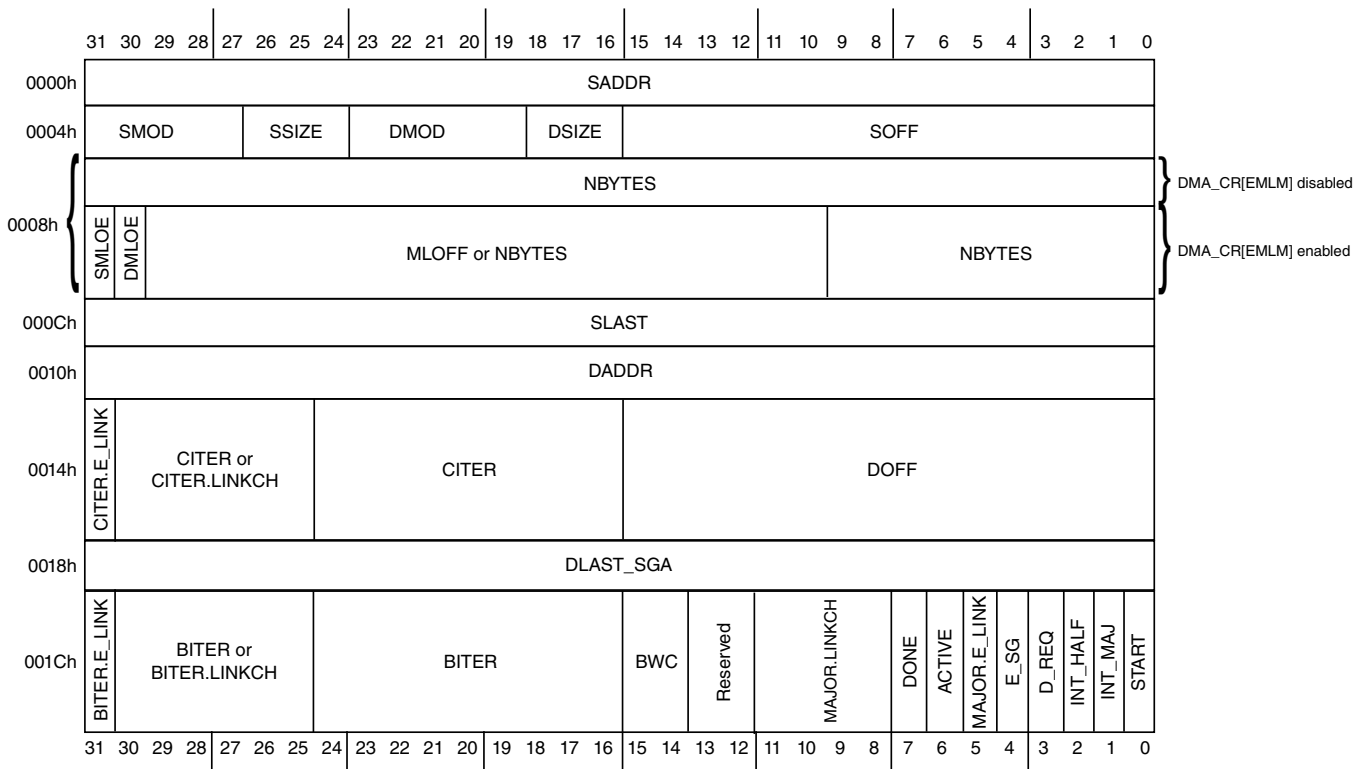 31 30 29 28 27 26 25 24 23 22 21 20 19 18 17 16 15 14 13 12 11 10 9 8 7 6 5 4 3 2 1 0
0000h SADDR
0004h SMOD SSIZE DMOD DSIZE SOFF
NBYTES DMA_CR[EMLM] disabled
0008h
SMLOE DMLOE MLOFF or NBYTES NBYTES DMA_CR[EMLM] enabled
000Ch SLAST
0010h DADDR
0014h CITER.E_LINK CITER or
CITER.LINKCH CITER DOFF
0018h DLAST_SGA
001Ch BITER.E_LINK BITER or
BITER.LINKCH BITER BWC Reserved MAJOR.LINKCH DONE ACTIVE MAJOR.E_LINK E_SG D_REQ INT_HALF INT_MAJ START
31 30 29 28 27 26 25 24 23 22 21 20 19 18 17 16 15 14 13 12 11 10 9 8 7 6 5 4 3 2 1 0